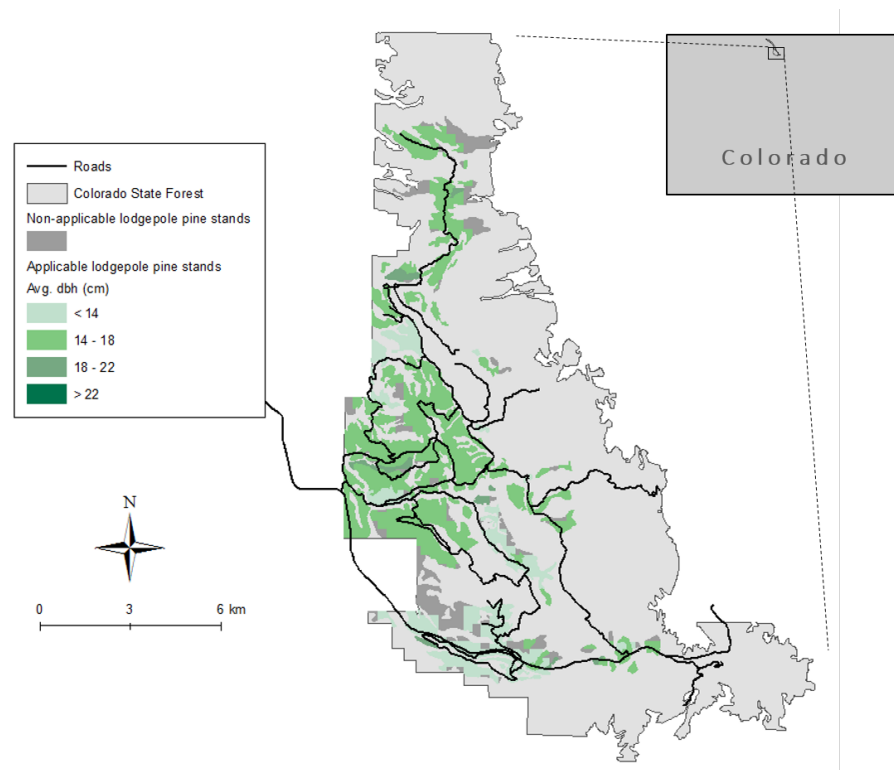 Colorado
Roads
Colorado State Forest
Non-applicable lodgepole pine stands
Applicable lodgepole pine stands
Avg. dbh (cm)
< 14
14 - 18
18 - 22
> 22
N
0 3 6 km